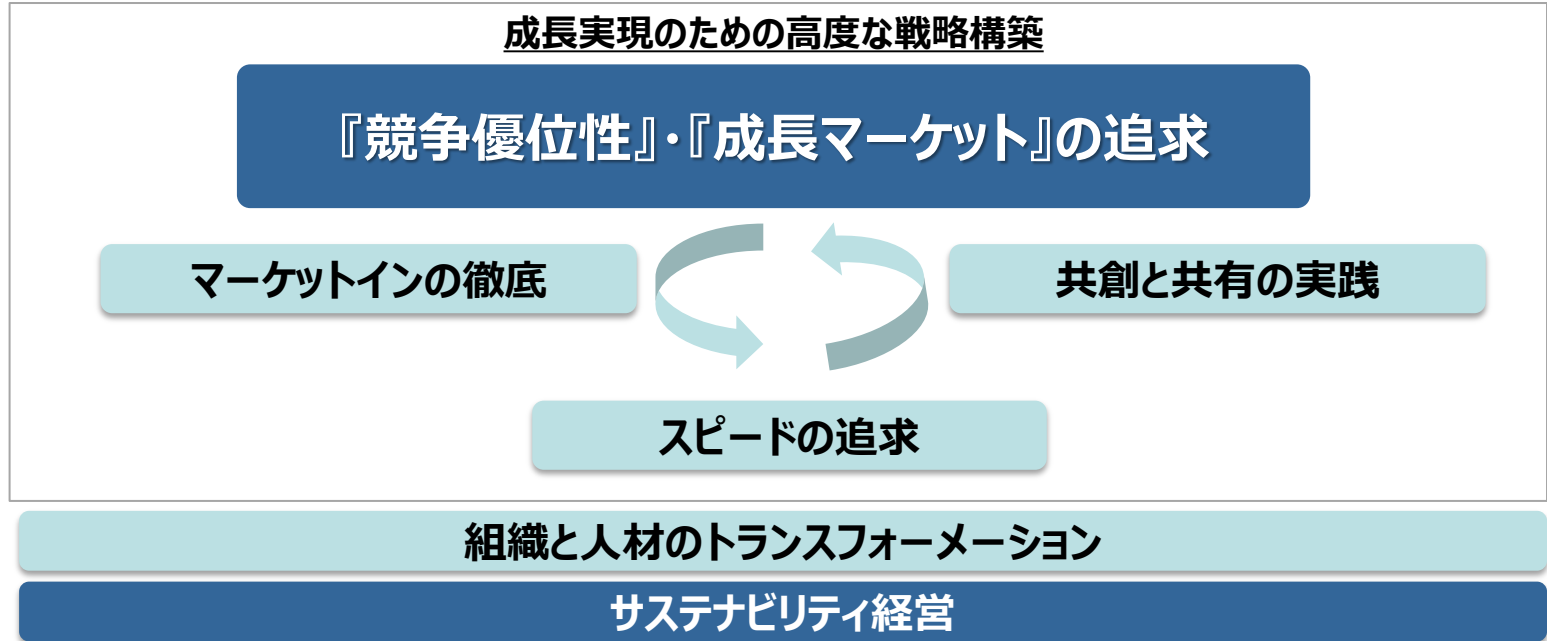 成長実現のための高度な戦略構築
『競争優位性』・『成長マーケット』の追求
マーケットインの徹底
共創と共有の実践
スピードの追求
組織と人材のトランスフォーメーション
サステナビリティ経営